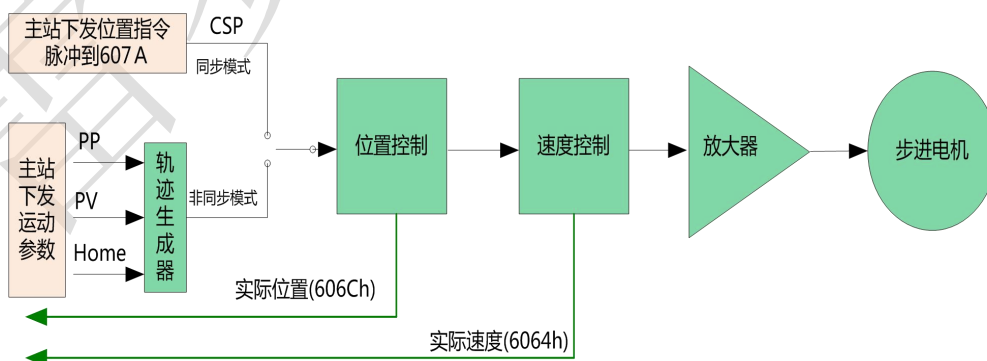 主站下发位置指令
脉冲到607A
CSP
同步模式
主站
下发
运动
参数
PP
PV
Home
轨
迹
生
成
器
非同步模式
位置控制
速度控制
放大器
步进电机
实际位置(606Ch)
实际速度(6064h)